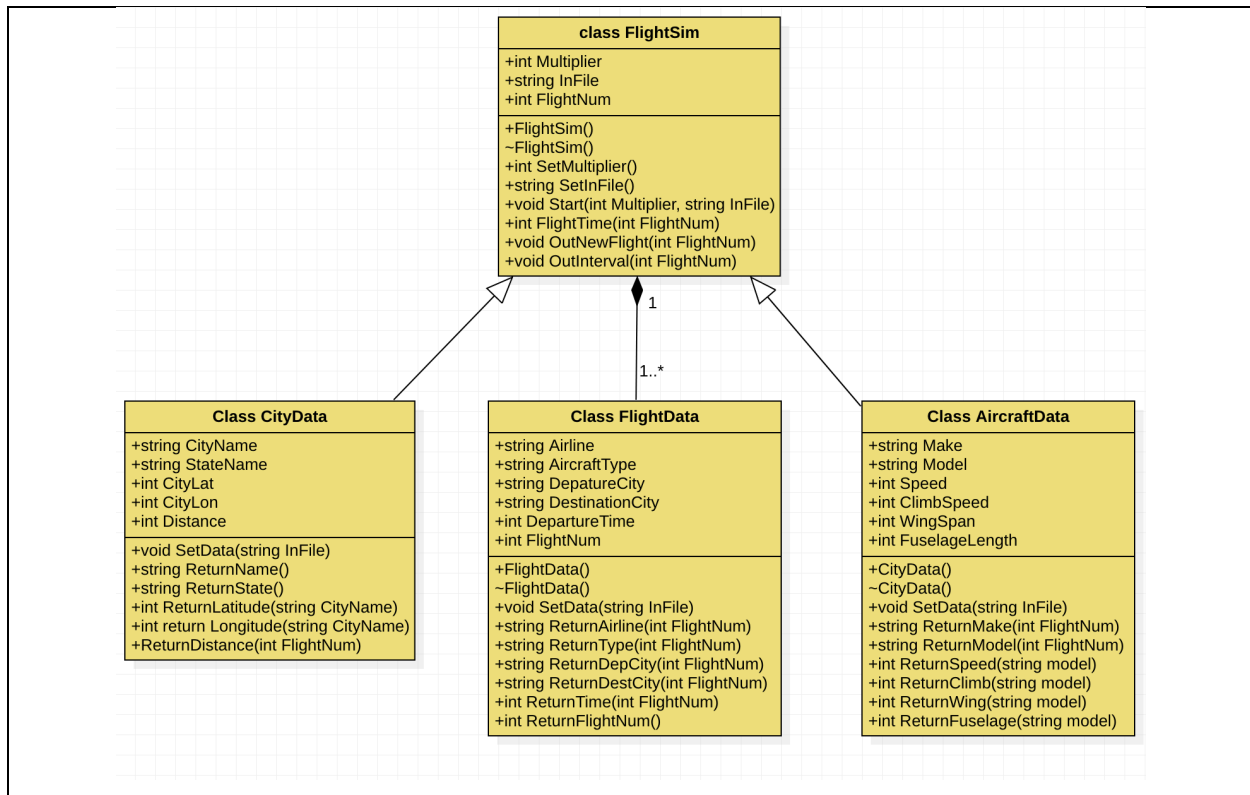 class FlightSim
+int Multiplier
+string InFile
+int FlightNum
+FlightSim()
~FlightSim()
+int SetMultiplier()
+string SetInFile()
+void Start(int Multiplier, string InFile)
+int FlightTime(int FlightNum)
+void OutNewFlight(int FlightNum)
+void OutInterval(int FlightNum)
1
1..*
Class CityData
+string CityName
+string StateName
+int CityLat
+int CityLon
+int Distance
+void SetData(string InFile)
+string ReturnName()
+string ReturnState()
+int ReturnLatitude(string CityName)
+int return Longitude(string CityName)
+ReturnDistance(int FlightNum)
Class FlightData
+string Airline
+string AircraftType
+string DepatureCity
+string DestinationCity
+int DepartureTime
+int FlightNum
+FlightData()
~FlightData()
+void SetData(string InFile)
+string ReturnAirline(int FlightNum)
+string ReturnType(int FlightNum)
+string ReturnDepCity(int FlightNum)
+string ReturnDestCity(int FlightNum)
+int ReturnTime(int FlightNum)
+int ReturnFlightNum()
Class AircraftData
+string Make
+string Model
+int Speed
+int ClimbSpeed
+int WingSpan
+int FuselageLength
+CityData()
~CityData()
+void SetData(string InFile)
+string ReturnMake(int FlightNum)
+string ReturnModel(int FlightNum)
+int ReturnSpeed(string model)
+int ReturnClimb(string model)
+int ReturnWing(string model)
+int ReturnFuselage(string model)